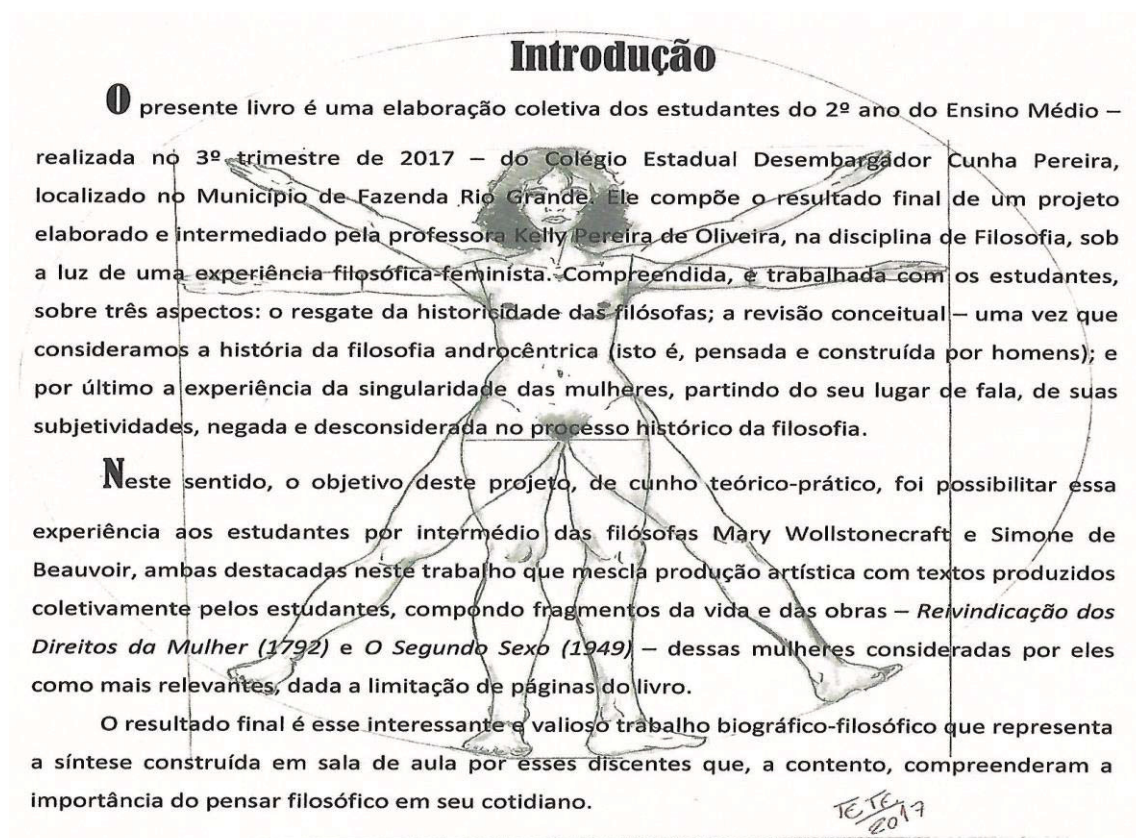 Introdução
O presente livro é uma elaboração coletiva dos estudantes do 2º ano do Ensino Médio –
realizada no 3º trimestre de 2017 – do Colégio Estadual Desembargador Cunha Pereira,
localizado no Município de Fazenda Rio Grande. Ele compõe o resultado final de um projeto
elaborado e intermediado pela professora Kelly Pereira de Oliveira, na disciplina de Filosofia, sob
a luz de uma experiência filosófica-feminista. Compreendida, e trabalhada com os estudantes,
sobre três aspectos: o resgate da historicidade das filósofas; a revisão conceitual – uma vez que
consideramos a história da filosofia androcêntrica (isto é, pensada e construída por homens); e
por último a experiência da singularidade das mulheres, partindo do seu lugar de fala, de suas
subjetividades, negada e desconsiderada no processo histórico da filosofia.
Neste sentido, o objetivo deste projeto, de cunho teórico-prático, foi possibilitar essa
experiência aos estudantes por intermédio das filósofas Mary Wollstonecraft e Simone de
Beauvoir, ambas destacadas neste trabalho que mescla produção artística com textos produzidos
coletivamente pelos estudantes, compondo fragmentos da vida e das obras – Reivindicação dos
Direitos da Mulher (1792) e O Segundo Sexo (1949) – dessas mulheres consideradas por eles
como mais relevantes, dada a limitação de páginas do livro.
O resultado final é esse interessante e valioso trabalho biográfico-filosófico que representa
a síntese construída em sala de aula por esses discentes que, a contento, compreenderam a
importância do pensar filosófico em seu cotidiano.
TETE
2017